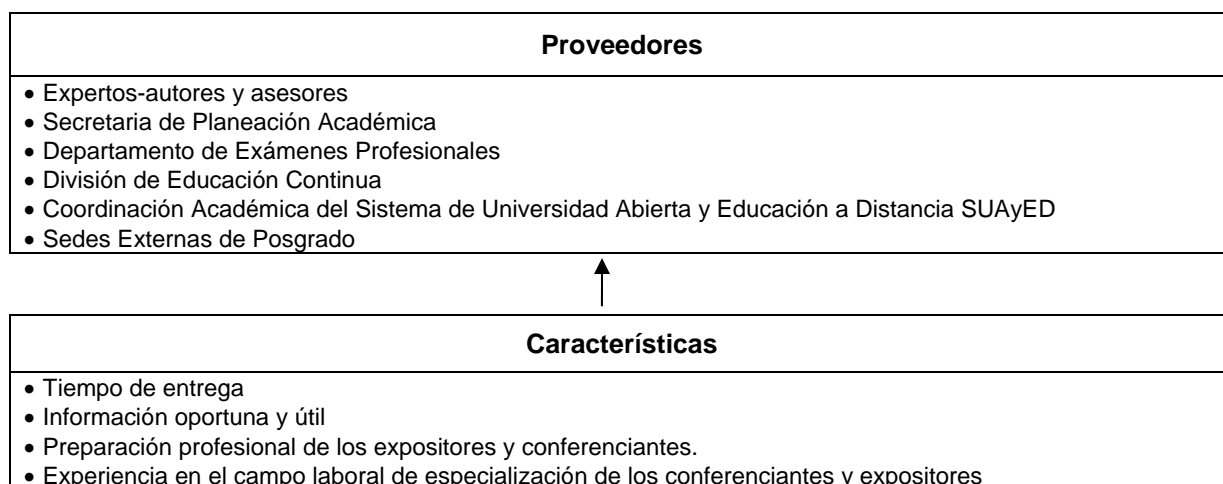 Proveedores
• Expertos-autores y asesores
• Secretaria de Planeación Académica
• Departamento de Exámenes Profesionales
• División de Educación Continua
• Coordinación Académica del Sistema de Universidad Abierta y Educación a Distancia SUAyED
• Sedes Externas de Posgrado
Características
• Tiempo de entrega
• Información oportuna y útil
• Preparación profesional de los expositores y conferenciantes.
• Experiencia en el campo laboral de especialización de los conferenciantes y expositores